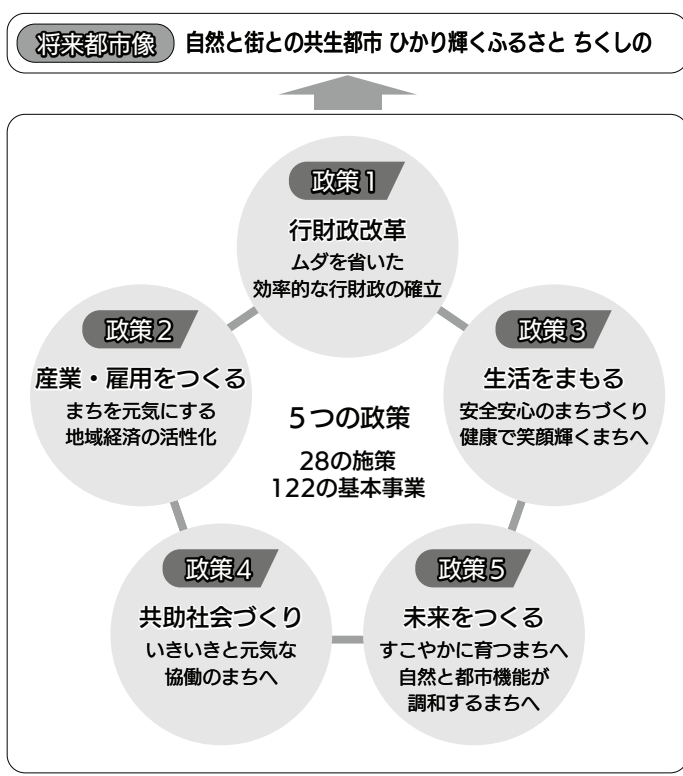 将来都市像 自然と街との共生都市 ひかり輝くふるさと ちくしの
政策1
行財政改革
ムダを省いた
効率的な行財政の確立
政策2
産業・雇用をつくる
まちを元気にする
地域経済の活性化
政策3
生活をまもる
安全安心のまちづくり
健康で笑顔輝くまちへ
5つの政策
28の施策
122の基本事業
政策4
共助社会づくり
いきいきと元気な
協働のまちへ
政策5
未来をつくる
すこやかに育つまちへ
自然と都市機能が
調和するまちへ